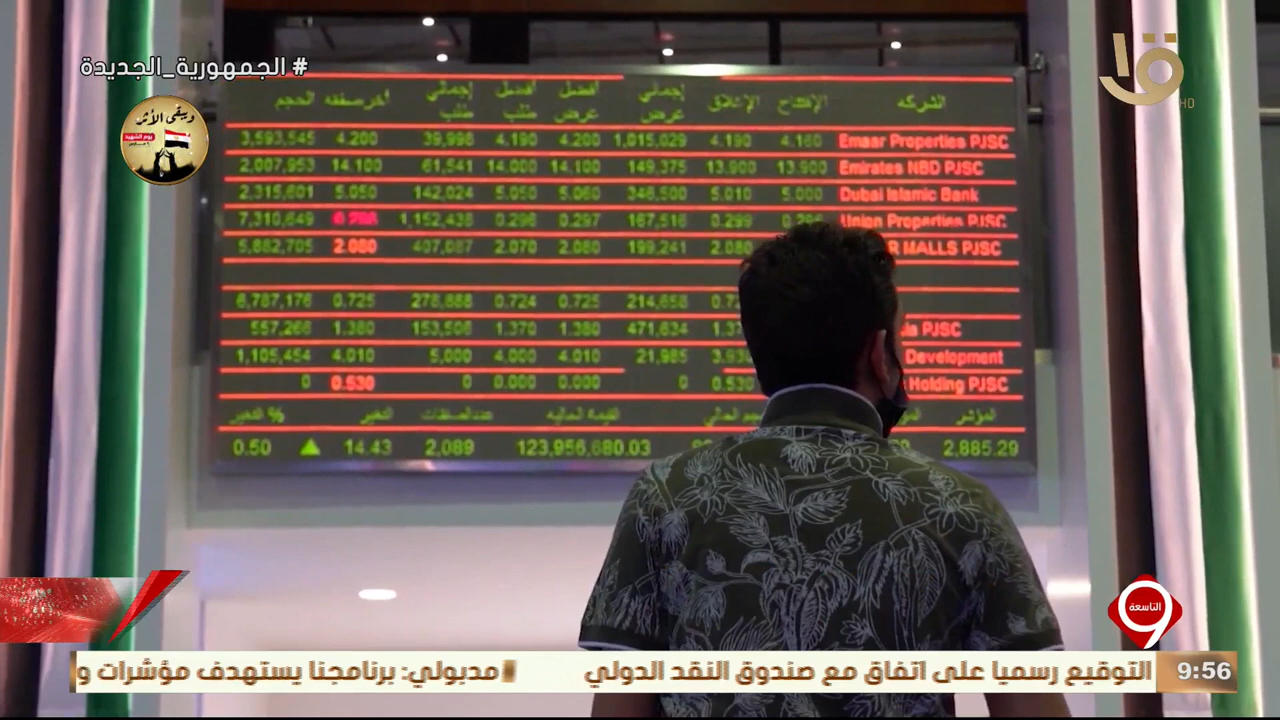 #الجمهورية_الجديدة
HD
ويبقى الأثر
يوم الشهيد
الشركة الإفتتاح الإغلاق إجمالي عرض أفضل عرض أفضل طلب إجمالي طلب آخر صفقة الحجم
Emaar Properties PJSC 4.160 4.190 1,015,029 4.200 4.190 39,998 4.200 3,593,545
Emirates NBD PJSC 13.900 13.900 149,375 14.100 14.000 61,541 14.100 2,007,953
Dubai Islamic Bank 5.000 5.010 346,500 5.060 5.050 142,024 5.050 2,315,601
Union Properties PJSC 0.299 167,516 0.297 0.296 1,152,438 7,310,649
MALLS PJSC 2.080 199,241 2.080 2.070 407,087 2.080 5,882,705
214,658 0.725 0.724 278,888 0.725 6,787,176
PJSC 471,634 1.380 1.370 153,506 1.380 557,266
Development 21,985 4.010 4.000 5,000 4.010 1,105,454
Holding PJSC 0.530 0 0.000 0.000 0 0.530 0
المؤشر القيمة الحالية عدد الصفقات التغير % التغير
2,885.29 123,956,680.03 2,089 14.43 ▲ 0.50
التاسعة
9
9:56 التوقيع رسميا على اتفاق مع صندوق النقد الدولي مدبولي: برنامجنا يستهدف مؤشرات و